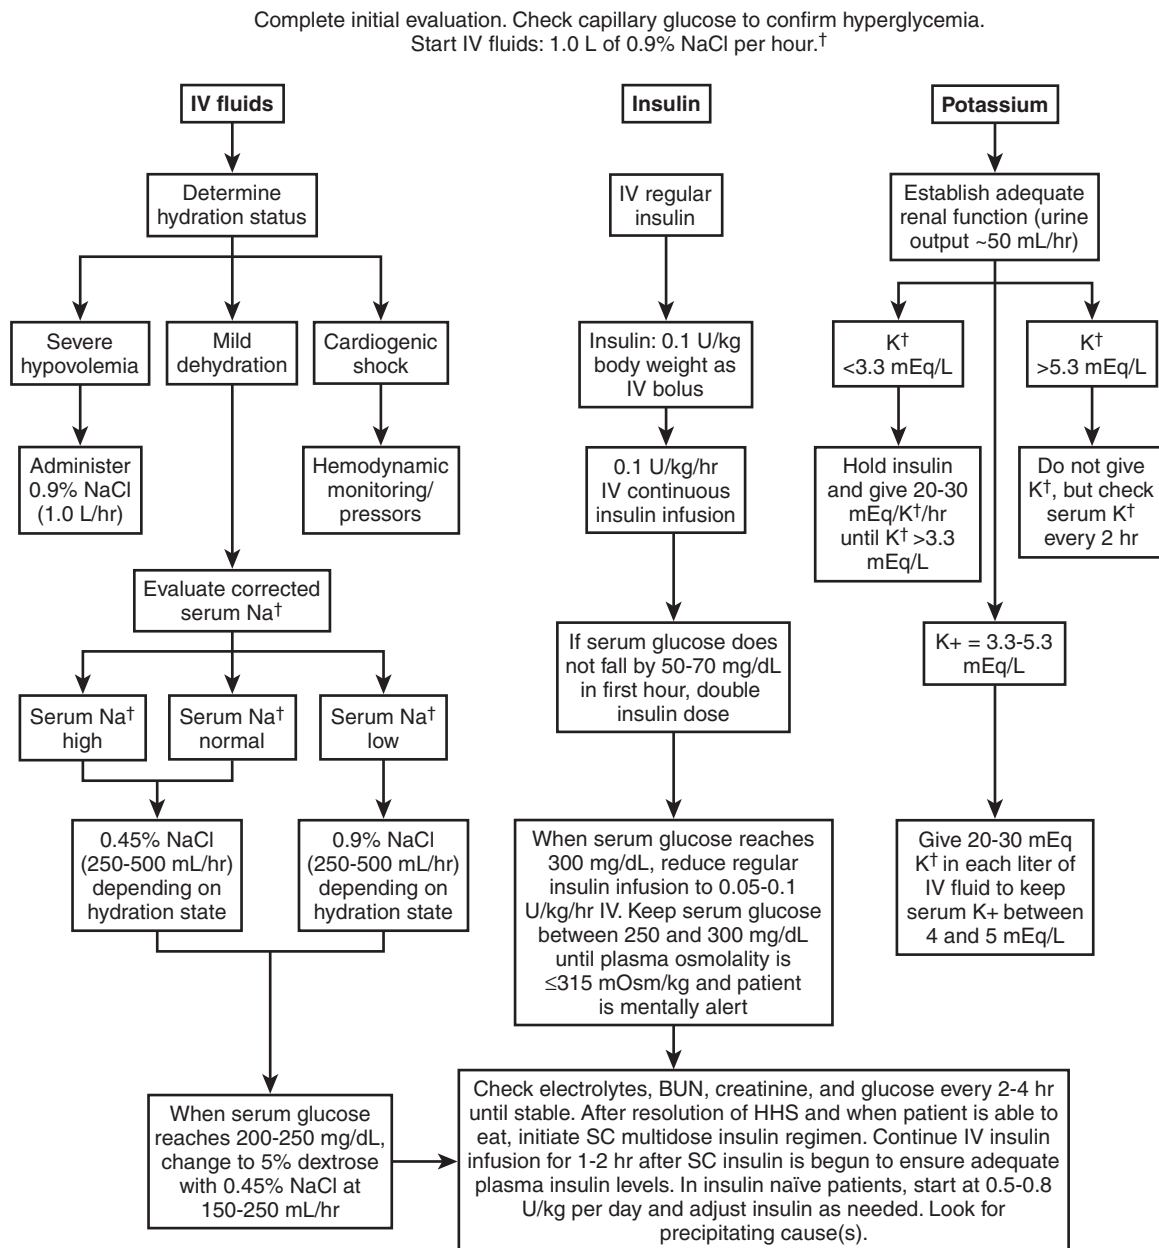 Complete initial evaluation. Check capillary glucose to confirm hyperglycemia.
Start IV fluids: 1.0 L of 0.9% NaCl per hour.†
IV fluids
Determine
hydration status
Severe
hypovolemia
Mild
dehydration
Cardiogenic
shock
Administer
0.9% NaCl
(1.0 L/hr)
Hemodynamic
monitoring/
pressors
Evaluate corrected
serum Na†
Serum Na†
high
Serum Na†
normal
Serum Na†
low
0.45% NaCl
(250-500 mL/hr)
depending on
hydration state
0.9% NaCl
(250-500 mL/hr)
depending on
hydration state
When serum glucose
reaches 200-250 mg/dL,
change to 5% dextrose
with 0.45% NaCl at
150-250 mL/hr
Insulin
IV regular
insulin
Insulin: 0.1 U/kg
body weight as
IV bolus
0.1 U/kg/hr
IV continuous
insulin infusion
If serum glucose does
not fall by 50-70 mg/dL
in first hour, double
insulin dose
When serum glucose reaches
300 mg/dL, reduce regular
insulin infusion to 0.05-0.1
U/kg/hr IV. Keep serum glucose
between 250 and 300 mg/dL
until plasma osmolality is
≤315 mOsm/kg and patient
is mentally alert
Check electrolytes, BUN, creatinine, and glucose every 2-4 hr
until stable. After resolution of HHS and when patient is able to
eat, initiate SC multidose insulin regimen. Continue IV insulin
infusion for 1-2 hr after SC insulin is begun to ensure adequate
plasma insulin levels. In insulin naïve patients, start at 0.5-0.8
U/kg per day and adjust insulin as needed. Look for
precipitating cause(s).
Potassium
Establish adequate
renal function (urine
output ~50 mL/hr)
K†
<3.3 mEq/L
K†
>5.3 mEq/L
Hold insulin
and give 20-30
mEq/K†/hr
until K† >3.3
mEq/L
Do not give
K†, but check
serum K†
every 2 hr
K+ = 3.3-5.3
mEq/L
Give 20-30 mEq
K† in each liter of
IV fluid to keep
serum K+ between
4 and 5 mEq/L